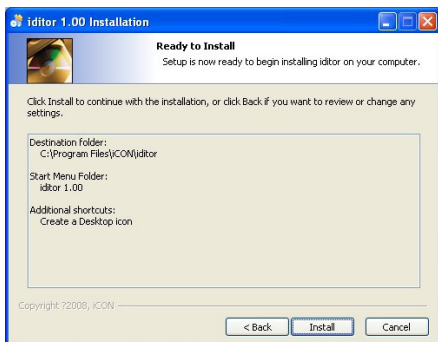 iditor 1.00 Installation
Ready to Install
Setup is now ready to begin installing iditor on your computer.
Click Install to continue with the installation, or click Back if you want to review or change any
settings.
Destination folder:
C:\Program Files\iCON\iditor
Start Menu Folder:
iditor 1.00
Additional shortcuts:
Create a Desktop icon
Copyright ?2008, iCON
< Back
Install
Cancel